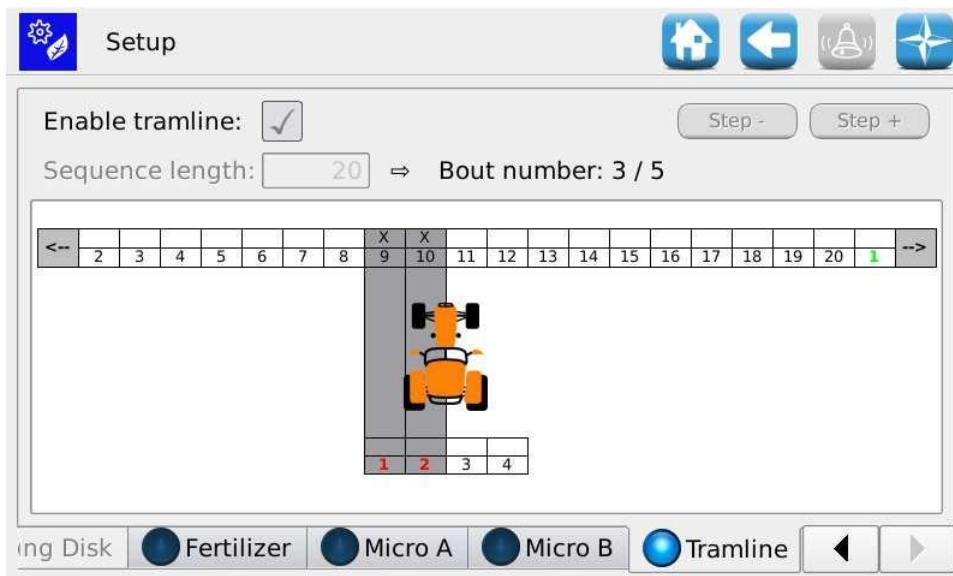 Setup
Enable tramline:
Step -
Step +
Sequence length: 20 ⇨ Bout number: 3 / 5
X X
<-- 2 3 4 5 6 7 8 9 10 11 12 13 14 15 16 17 18 19 20 1 -->
1 2 3 4
ing Disk Fertilizer Micro A Micro B Tramline